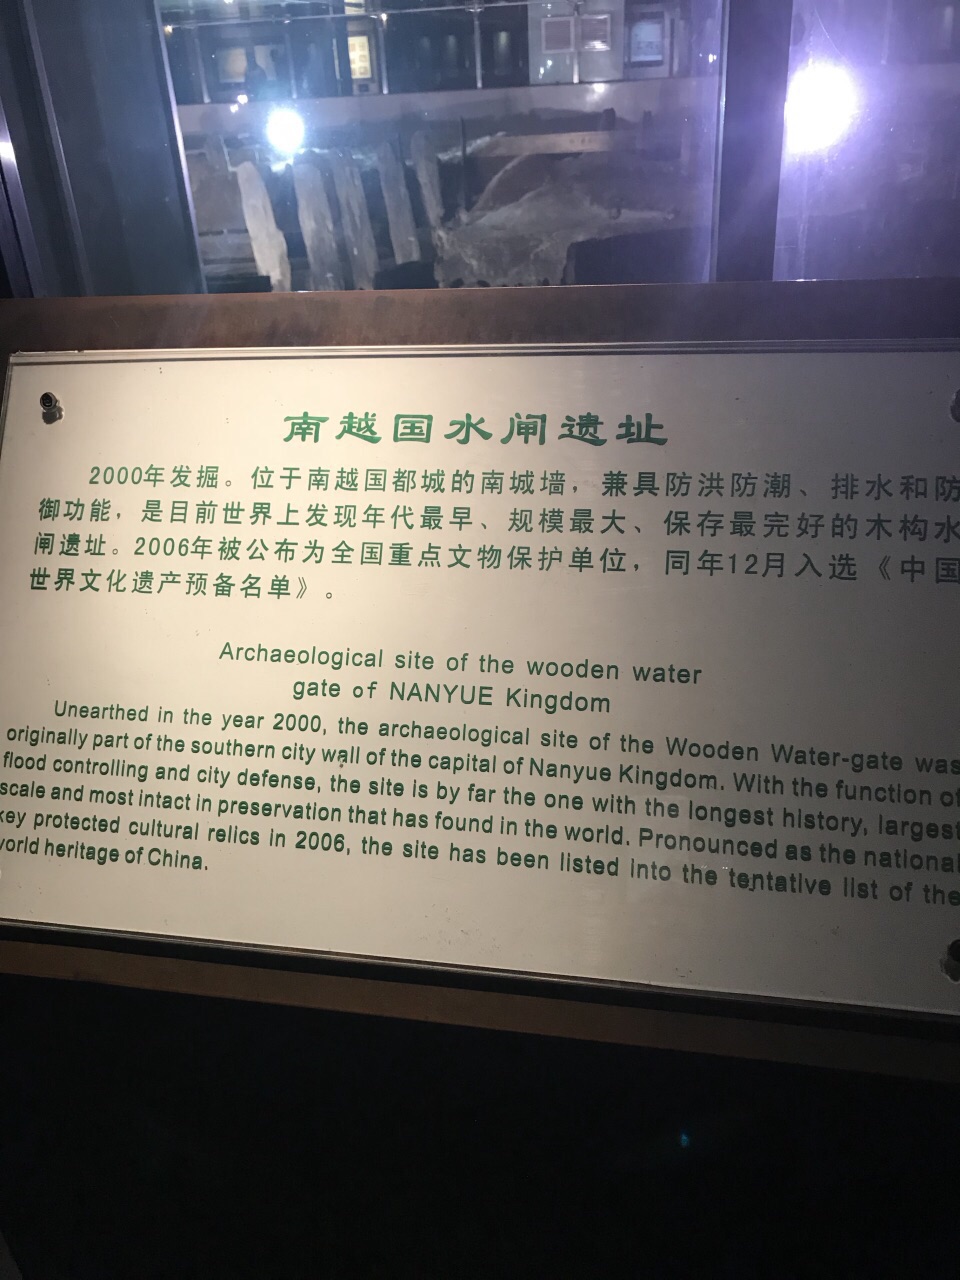 南越国水闸遗址
2000年发掘。位于南越国都城的南城墙，兼具防洪防潮、排水和防
御功能，是目前世界上发现年代最早、规模最大、保存最完好的木构水
闸遗址。2006年被公布为全国重点文物保护单位，同年12月入选《中国
世界文化遗产预备名单》。
Archaeological site of the wooden water
gate of NANYUE Kingdom
Unearthed in the year 2000, the archaeological site of the Wooden Water-gate was
originally part of the southern city wall of the capital of Nanyue Kingdom. With the function of
flood controlling and city defense, the site is by far the one with the longest history, largest
scale and most intact in preservation that has found in the world. Pronounced as the national
key protected cultural relics in 2006, the site has been listed into the tentative list of the
world heritage of China.